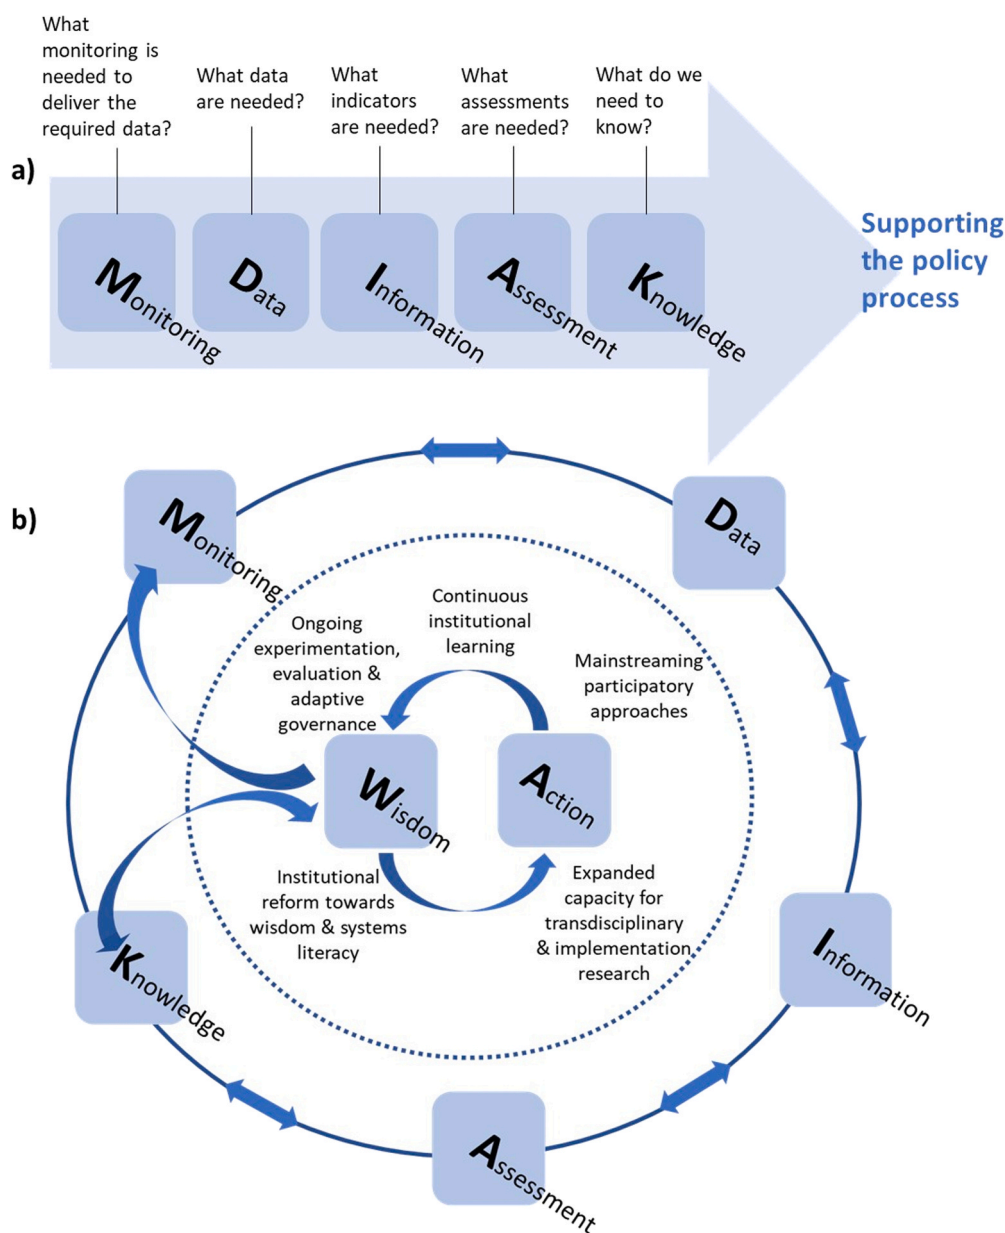 What
monitoring is
needed to
deliver the
required data?
What data
are needed?
What
indicators
are needed?
What
assessments
are needed?
What do we
need to
know?
a)
Monitoring
Data
Information
Assessment
Knowledge
Supporting
the policy
process
b)
Monitoring
Data
Ongoing
experimentation,
evaluation &
adaptive
governance
Continuous
institutional
learning
Mainstreaming
participatory
approaches
Wisdom
Action
Institutional
reform towards
wisdom & systems
literacy
Expanded
capacity for
transdisciplinary
& implementation
research
Knowledge
Information
Assessment